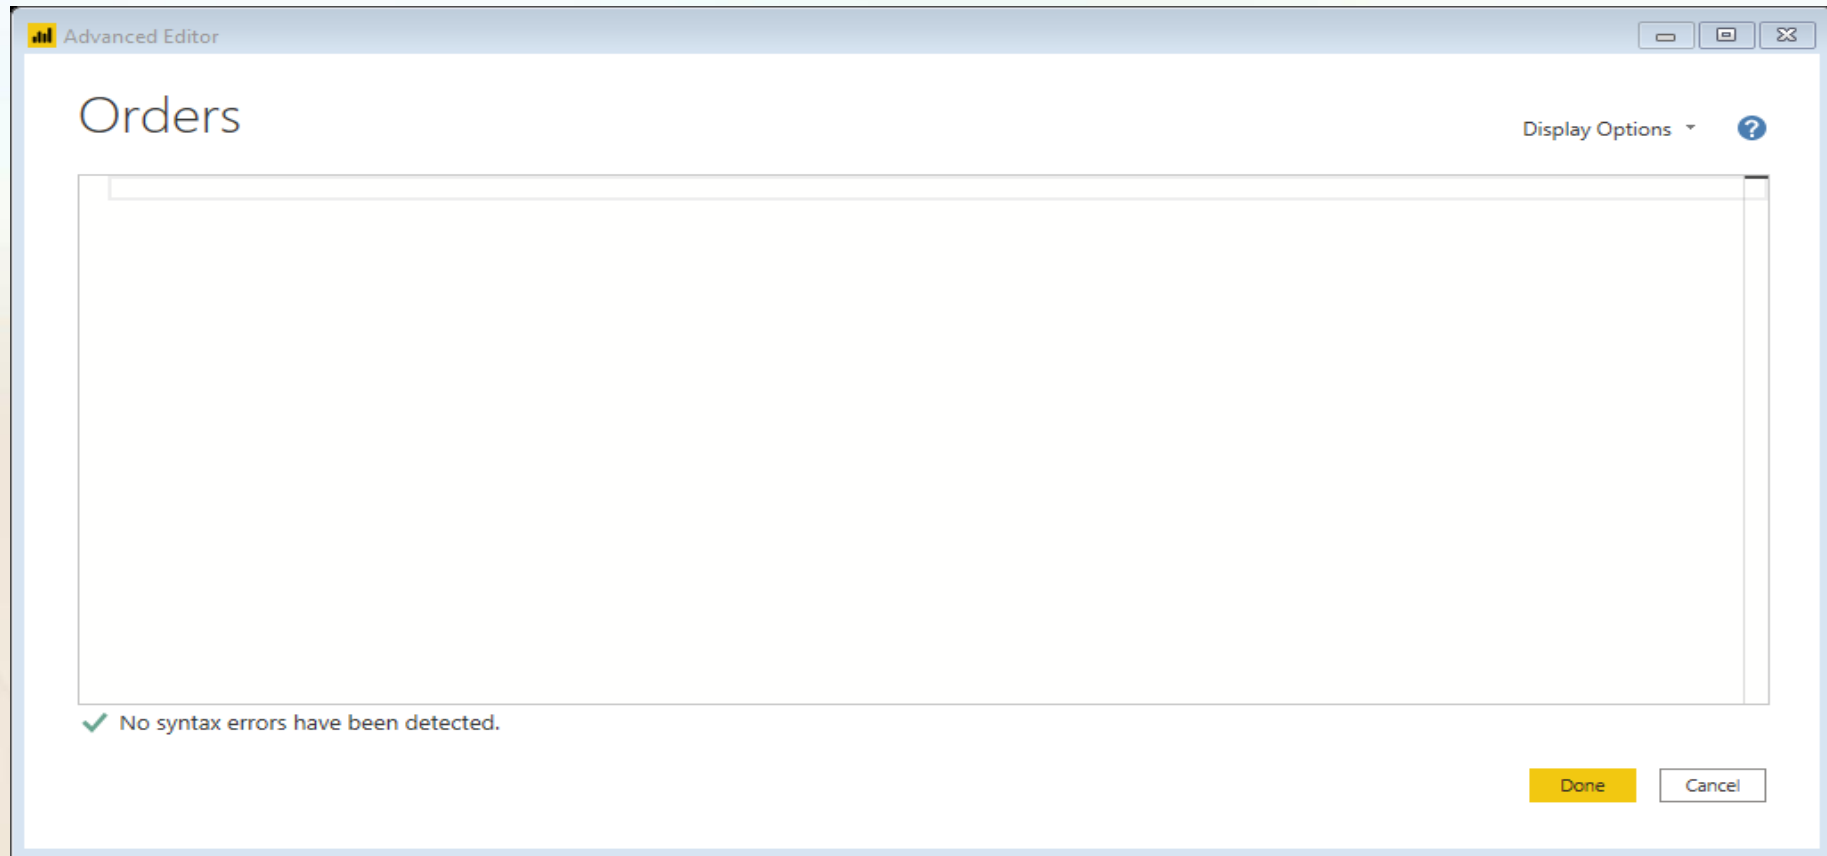 Advanced Editor
Orders
Display Options
?
No syntax errors have been detected.
Done
Cancel